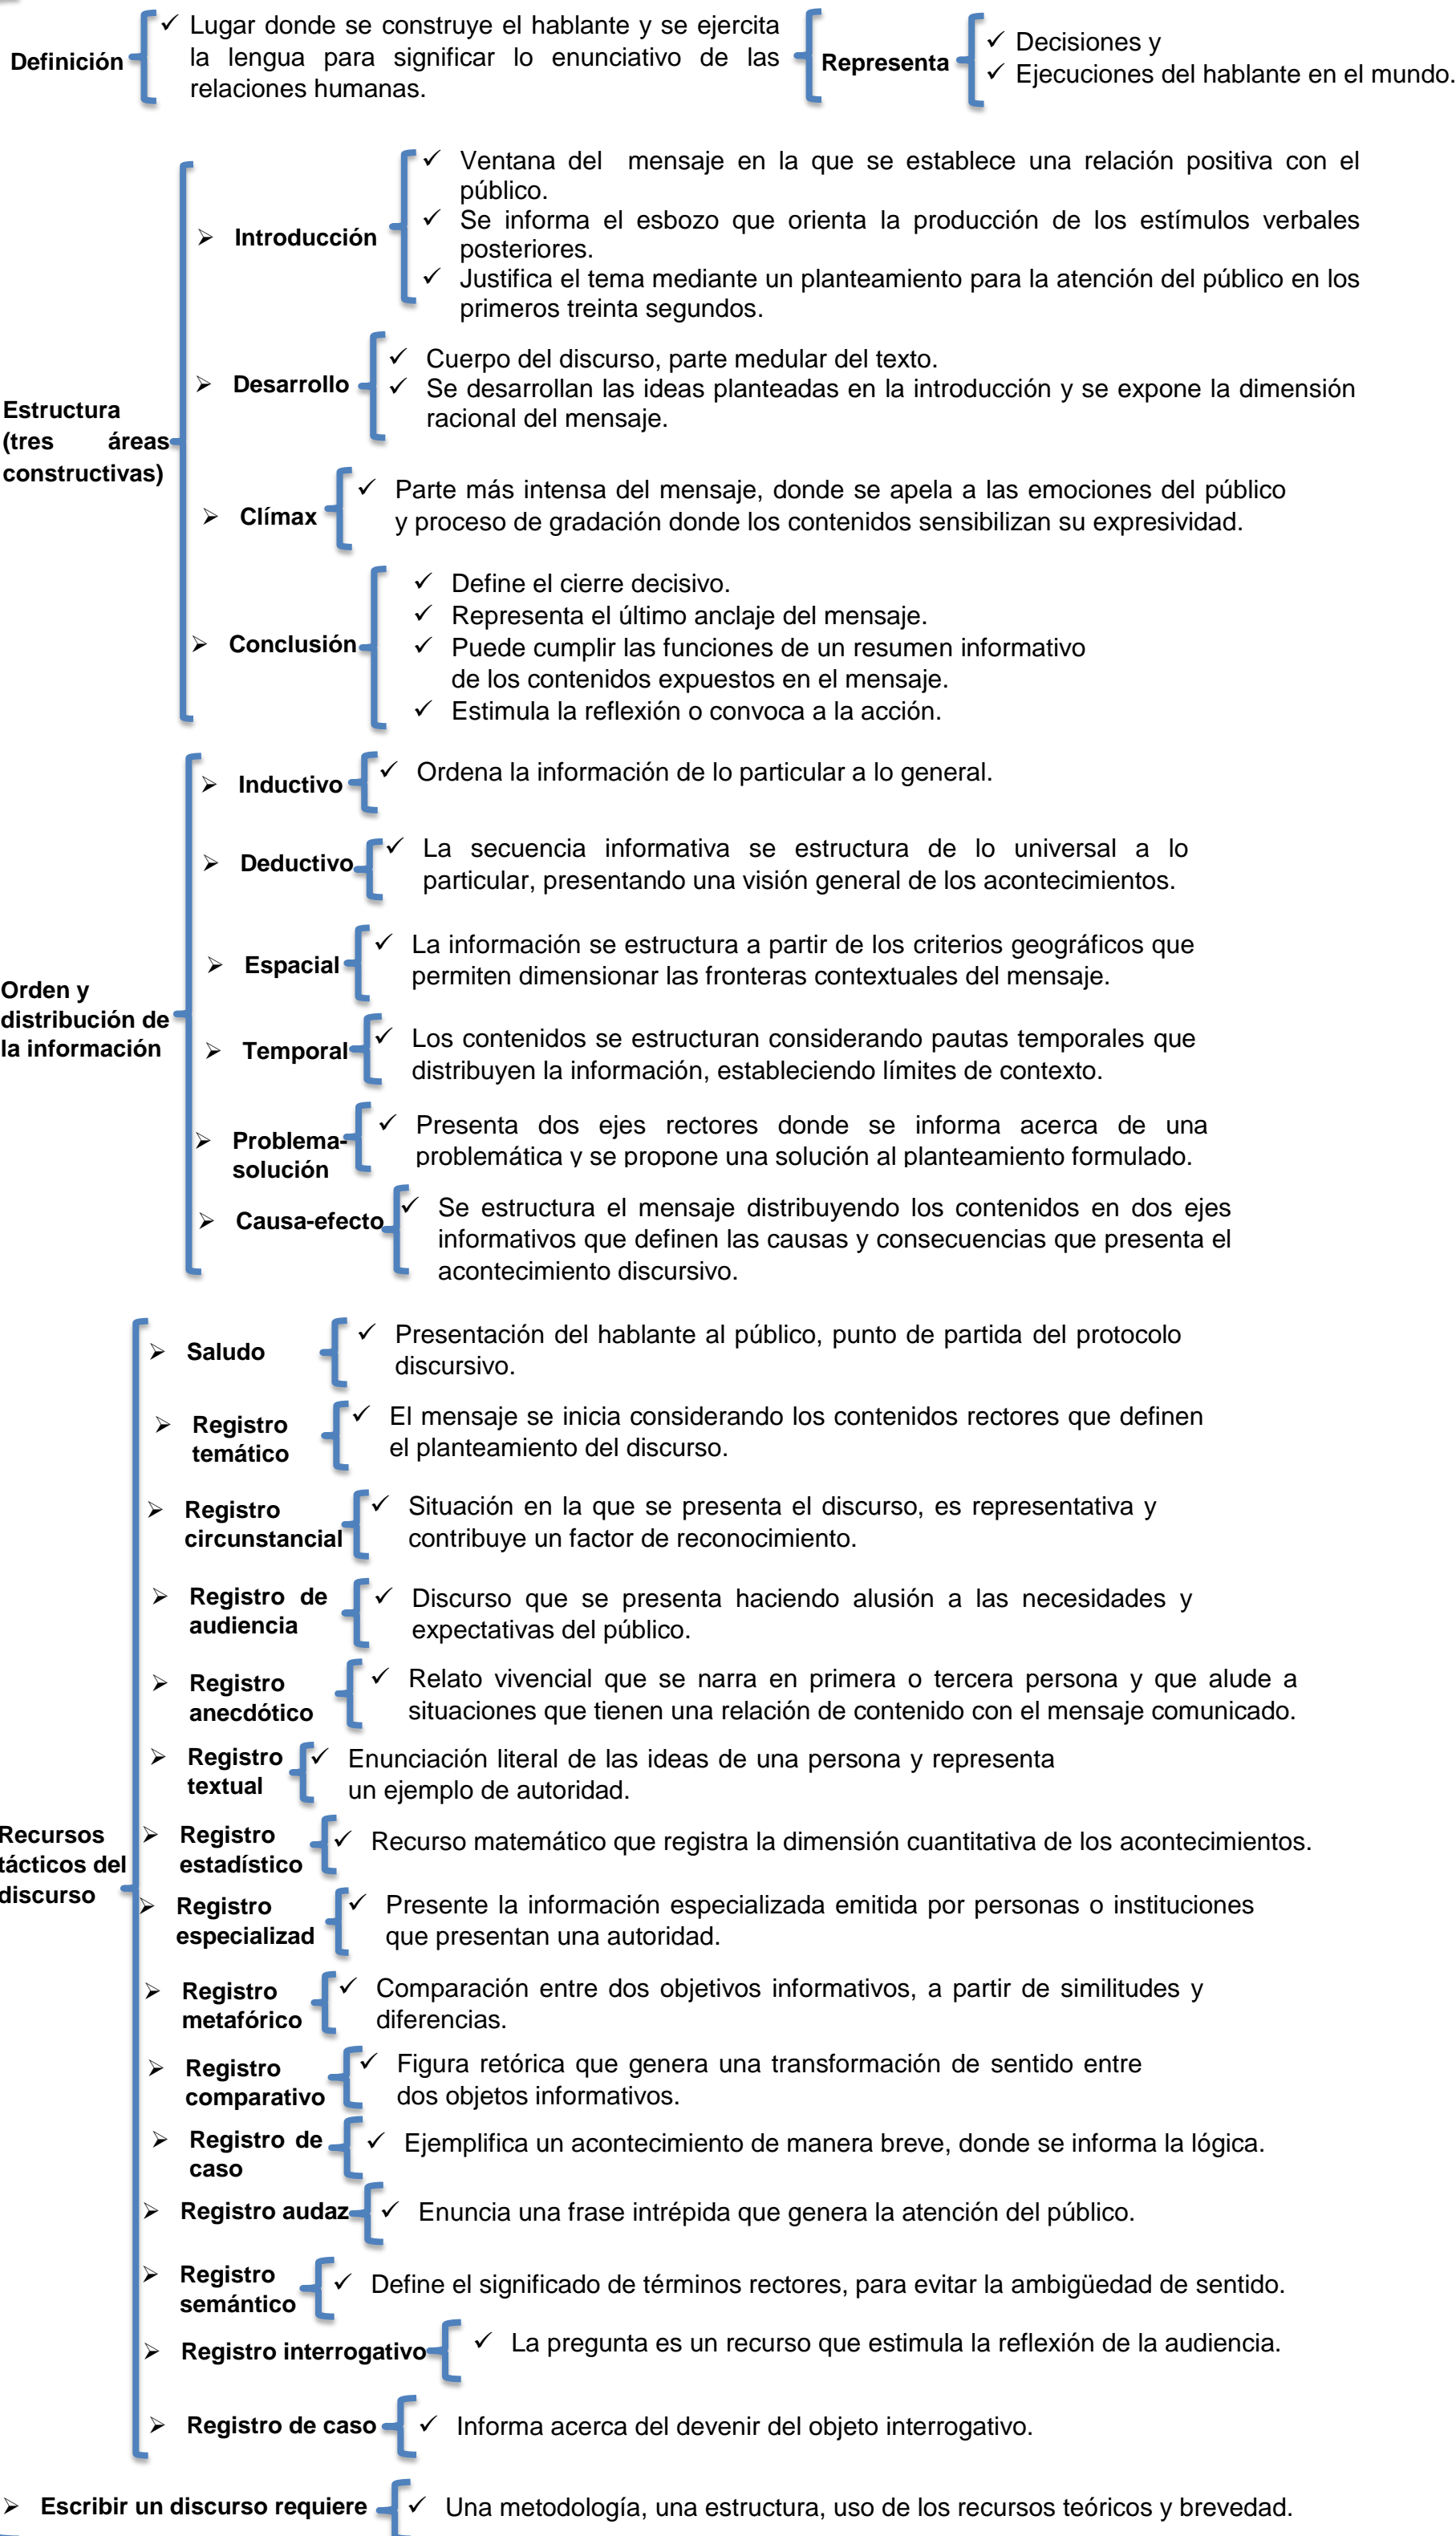 Definición
✓ Lugar donde se construye el hablante y se ejercita
la lengua para significar lo enunciativo de las
relaciones humanas.
Representa
✓ Decisiones y
✓ Ejecuciones del hablante en el mundo.
Estructura
(tres áreas
constructivas)
➢ Introducción
✓ Ventana del mensaje en la que se establece una relación positiva con el
público.
✓ Se informa el esbozo que orienta la producción de los estímulos verbales
posteriores.
✓ Justifica el tema mediante un planteamiento para la atención del público en los
primeros treinta segundos.
➢ Desarrollo
✓ Cuerpo del discurso, parte medular del texto.
✓ Se desarrollan las ideas planteadas en la introducción y se expone la dimensión
racional del mensaje.
➢ Clímax
✓ Parte más intensa del mensaje, donde se apela a las emociones del público
y proceso de gradación donde los contenidos sensibilizan su expresividad.
➢ Conclusión
✓ Define el cierre decisivo.
✓ Representa el último anclaje del mensaje.
✓ Puede cumplir las funciones de un resumen informativo
de los contenidos expuestos en el mensaje.
✓ Estimula la reflexión o convoca a la acción.
Orden y
distribución de
la información
➢ Inductivo
✓ Ordena la información de lo particular a lo general.
➢ Deductivo
✓ La secuencia informativa se estructura de lo universal a lo
particular, presentando una visión general de los acontecimientos.
➢ Espacial
✓ La información se estructura a partir de los criterios geográficos que
permiten dimensionar las fronteras contextuales del mensaje.
➢ Temporal
✓ Los contenidos se estructuran considerando pautas temporales que
distribuyen la información, estableciendo límites de contexto.
➢ Problema-
solución
✓ Presenta dos ejes rectores donde se informa acerca de una
problemática y se propone una solución al planteamiento formulado.
➢ Causa-efecto
✓ Se estructura el mensaje distribuyendo los contenidos en dos ejes
informativos que definen las causas y consecuencias que presenta el
acontecimiento discursivo.
Recursos
tácticos del
discurso
➢ Saludo
✓ Presentación del hablante al público, punto de partida del protocolo
discursivo.
➢ Registro
temático
✓ El mensaje se inicia considerando los contenidos rectores que definen
el planteamiento del discurso.
➢ Registro
circunstancial
✓ Situación en la que se presenta el discurso, es representativa y
contribuye un factor de reconocimiento.
➢ Registro de
audiencia
✓ Discurso que se presenta haciendo alusión a las necesidades y
expectativas del público.
➢ Registro
anecdótico
✓ Relato vivencial que se narra en primera o tercera persona y que alude a
situaciones que tienen una relación de contenido con el mensaje comunicado.
➢ Registro
textual
✓ Enunciación literal de las ideas de una persona y representa
un ejemplo de autoridad.
➢ Registro
estadístico
✓ Recurso matemático que registra la dimensión cuantitativa de los acontecimientos.
➢ Registro
especializad
✓ Presente la información especializada emitida por personas o instituciones
que presentan una autoridad.
➢ Registro
metafórico
✓ Comparación entre dos objetivos informativos, a partir de similitudes y
diferencias.
➢ Registro
comparativo
✓ Figura retórica que genera una transformación de sentido entre
dos objetos informativos.
➢ Registro de
caso
✓ Ejemplifica un acontecimiento de manera breve, donde se informa la lógica.
➢ Registro audaz
✓ Enuncia una frase intrépida que genera la atención del público.
➢ Registro
semántico
✓ Define el significado de términos rectores, para evitar la ambigüedad de sentido.
➢ Registro interrogativo
✓ La pregunta es un recurso que estimula la reflexión de la audiencia.
➢ Registro de caso
✓ Informa acerca del devenir del objeto interrogativo.
➢ Escribir un discurso requiere
✓ Una metodología, una estructura, uso de los recursos teóricos y brevedad.